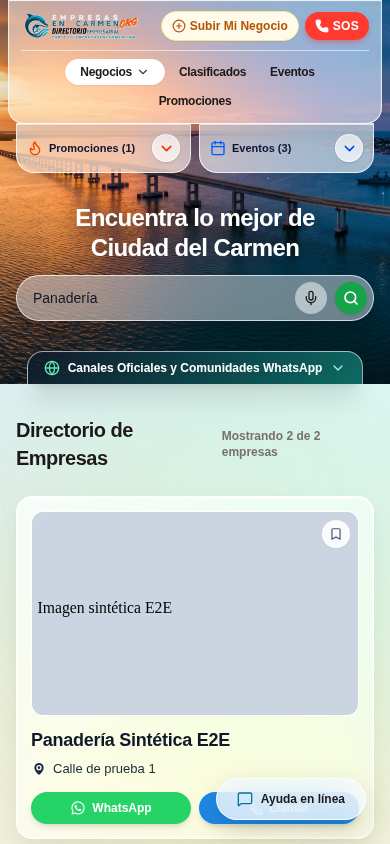 EMPRESAS
EN CARMEN.ORG
DIRECTORIO EMPRESARIAL
Subir Mi Negocio
SOS
Negocios
Clasificados
Eventos
Promociones
Promociones (1)
Eventos (3)
Encuentra lo mejor de
Ciudad del Carmen
Panadería
Canales Oficiales y Comunidades WhatsApp
Directorio de
Empresas
Mostrando 2 de 2
empresas
Imagen sintética E2E
Panadería Sintética E2E
Calle de prueba 1
WhatsApp
Ayuda en línea